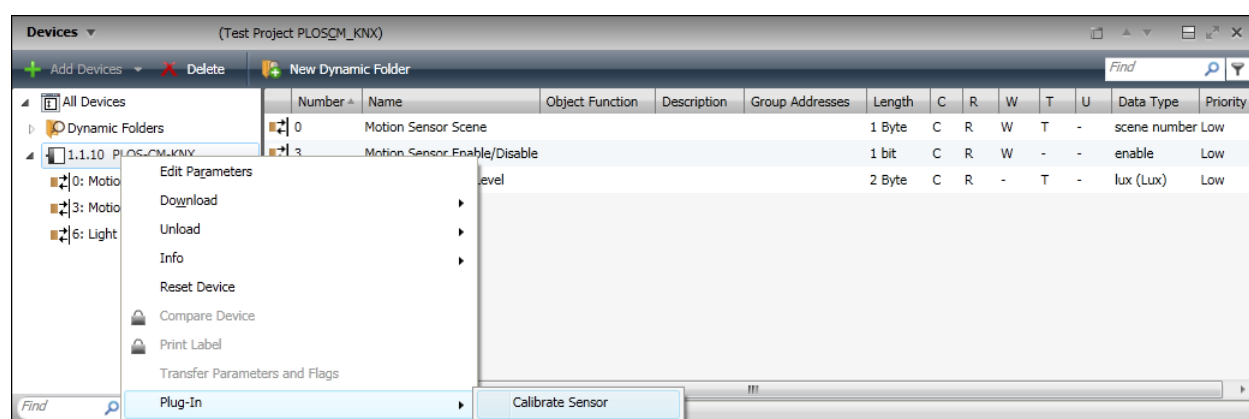 Devices (Test Project PLOSCM_KNX)
Add Devices Delete New Dynamic Folder Find
All Devices Number Name Object Function Description Group Addresses Length C R W T U Data Type Priority
Dynamic Folders 0 Motion Sensor Scene 1 Byte C R W T - scene number Low
1.1.10 PLOS-CM-KNX 3 Motion Sensor Enable/Disable 1 bit C R W - - enable Low
0: Motio Level 2 Byte C R - T - lux (Lux) Low
3: Motio
6: Light
Edit Parameters
Download
Unload
Info
Reset Device
Compare Device
Print Label
Transfer Parameters and Flags
Plug-In Calibrate Sensor
Find